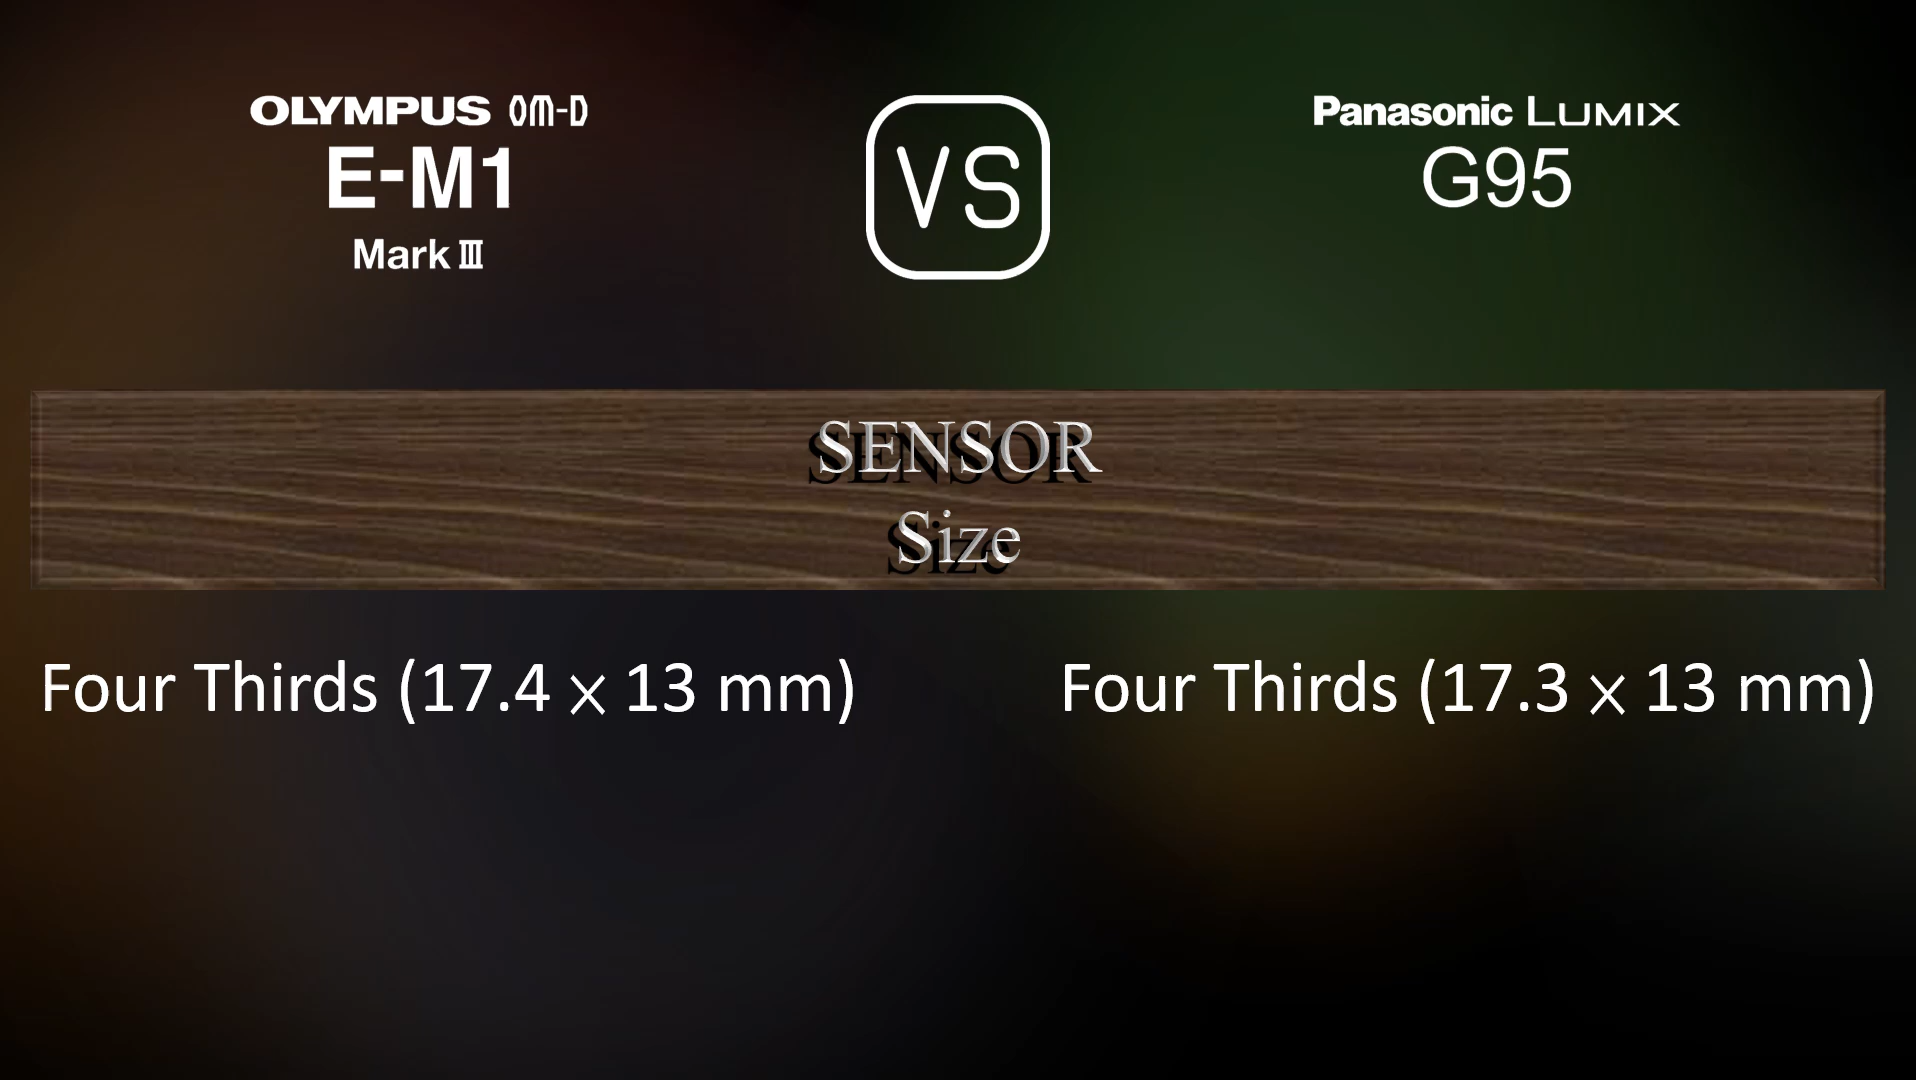 OLYMPUS OM-D
E-M1
Mark III
VS
Panasonic LUMIX
G95
SENSOR
Size
Four Thirds (17.4 x 13 mm)
Four Thirds (17.3 x 13 mm)